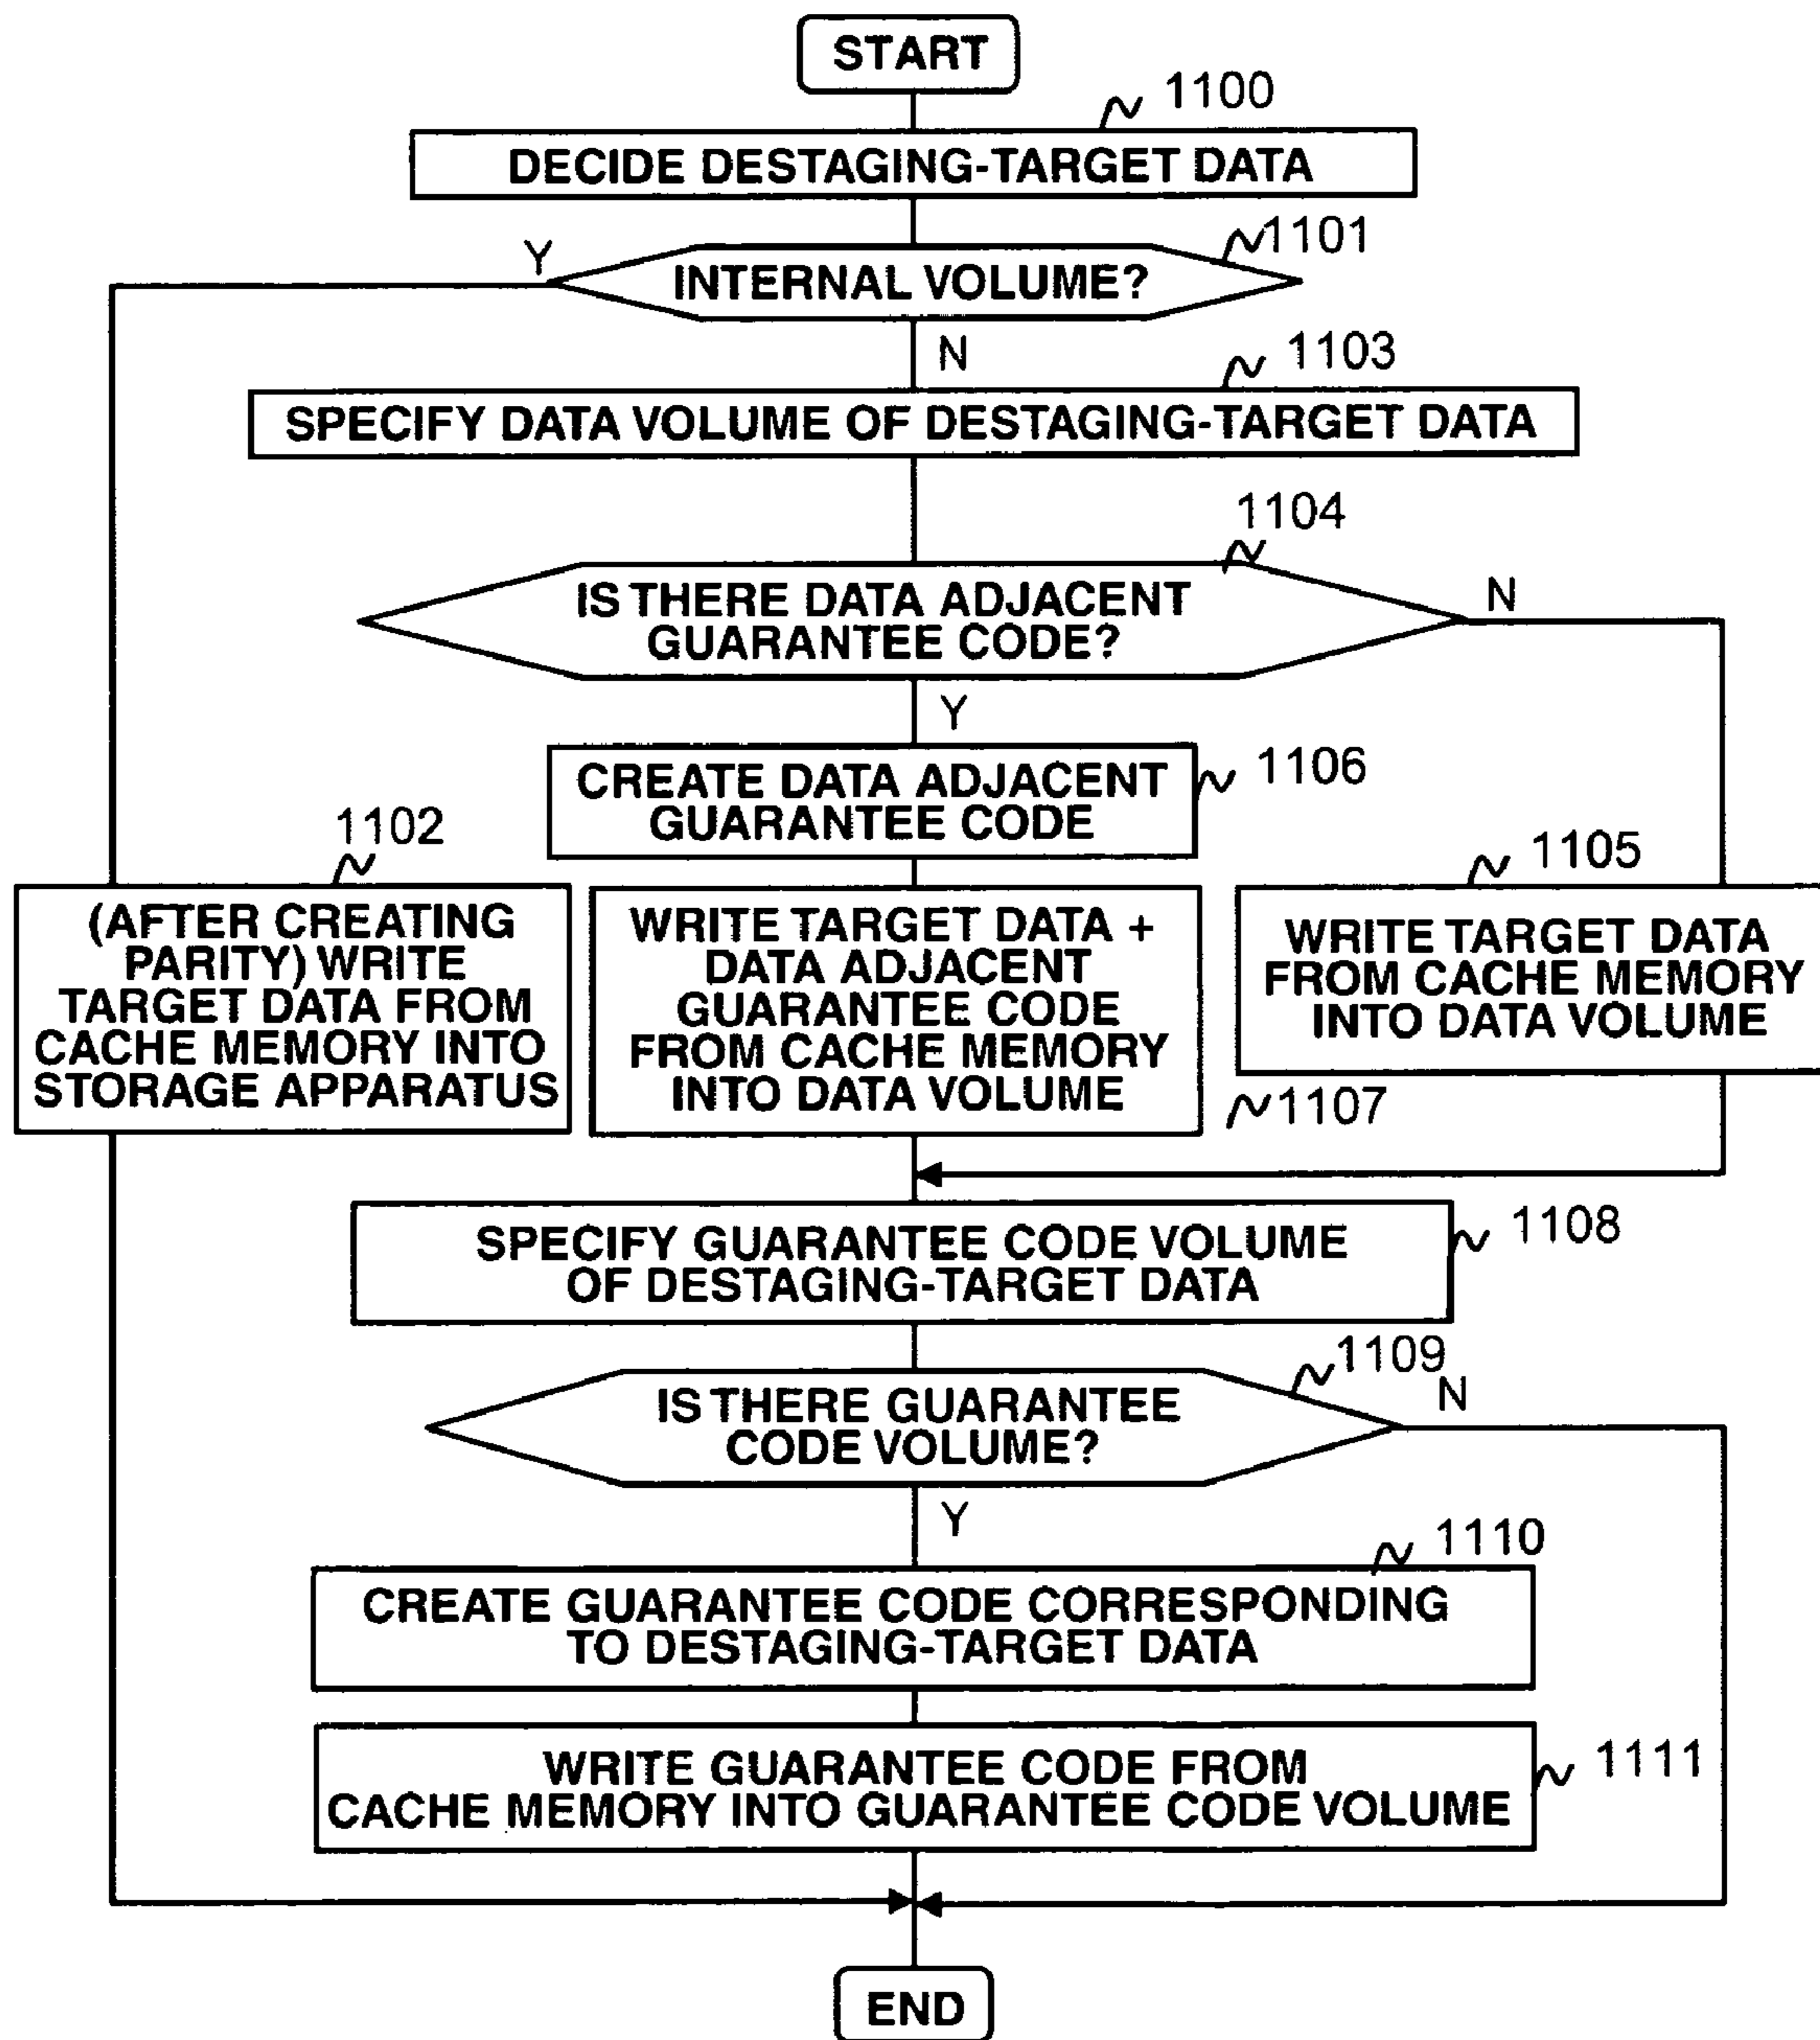 START
1100
DECIDE DESTAGING-TARGET DATA
1101
Y
INTERNAL VOLUME?
N
1103
SPECIFY DATA VOLUME OF DESTAGING-TARGET DATA
1104
IS THERE DATA ADJACENT
GUARANTEE CODE?
N
Y
CREATE DATA ADJACENT
GUARANTEE CODE
1106
1102
(AFTER CREATING
PARITY) WRITE
TARGET DATA FROM
CACHE MEMORY INTO
STORAGE APPARATUS
WRITE TARGET DATA +
DATA ADJACENT
GUARANTEE CODE
FROM CACHE MEMORY
INTO DATA VOLUME
1107
1105
WRITE TARGET DATA
FROM CACHE MEMORY
INTO DATA VOLUME
SPECIFY GUARANTEE CODE VOLUME
OF DESTAGING-TARGET DATA
1108
1109
IS THERE GUARANTEE
CODE VOLUME?
N
Y
1110
CREATE GUARANTEE CODE CORRESPONDING
TO DESTAGING-TARGET DATA
WRITE GUARANTEE CODE FROM
CACHE MEMORY INTO GUARANTEE CODE VOLUME
1111
END